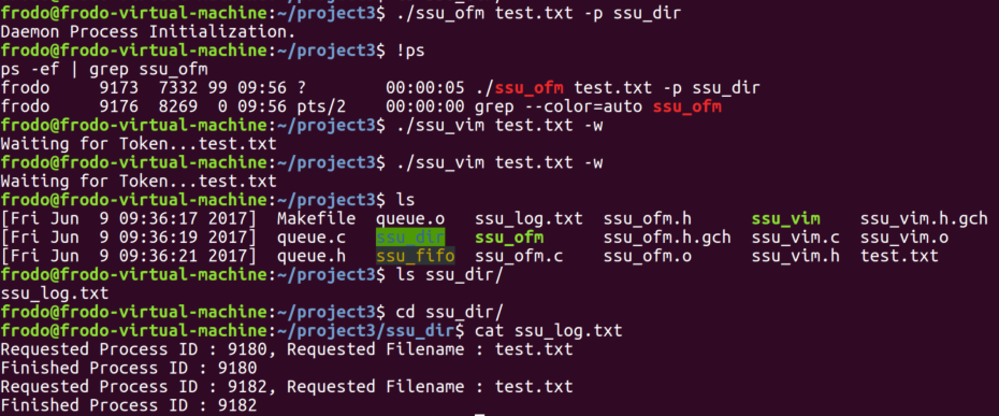 frodo@frodo-virtual-machine:~/project3$ ./ssu_ofm test.txt -p ssu_dir
Daemon Process Initialization.
frodo@frodo-virtual-machine:~/project3$ !ps
ps -ef | grep ssu_ofm
frodo     9173  7332 99 09:56 ?        00:00:05 ./ssu_ofm test.txt -p ssu_dir
frodo     9176  8269  0 09:56 pts/2    00:00:00 grep --color=auto ssu_ofm
frodo@frodo-virtual-machine:~/project3$ ./ssu_vim test.txt -w
Waiting for Token...test.txt
frodo@frodo-virtual-machine:~/project3$ ./ssu_vim test.txt -w
Waiting for Token...test.txt
frodo@frodo-virtual-machine:~/project3$ ls
[Fri Jun  9 09:36:17 2017]  Makefile  queue.o   ssu_log.txt  ssu_ofm.h      ssu_vim    ssu_vim.h.gch
[Fri Jun  9 09:36:19 2017]  queue.c   ssu_dir   ssu_ofm      ssu_ofm.h.gch  ssu_vim.c  ssu_vim.o
[Fri Jun  9 09:36:21 2017]  queue.h   ssu_fifo  ssu_ofm.c    ssu_ofm.o      ssu_vim.h  test.txt
frodo@frodo-virtual-machine:~/project3$ ls ssu_dir/
ssu_log.txt
frodo@frodo-virtual-machine:~/project3$ cd ssu_dir/
frodo@frodo-virtual-machine:~/project3/ssu_dir$ cat ssu_log.txt
Requested Process ID : 9180, Requested Filename : test.txt
Finished Process ID : 9180
Requested Process ID : 9182, Requested Filename : test.txt
Finished Process ID : 9182